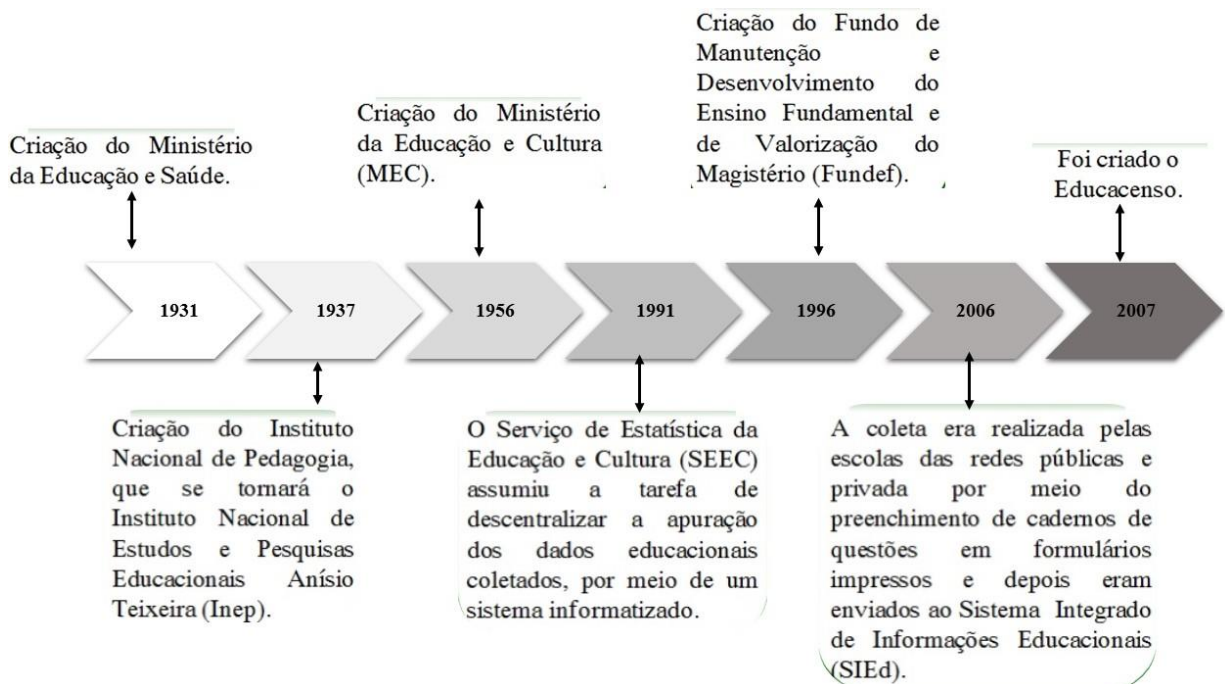 Criação do Ministério
da Educação e Saúde.
Criação do Ministério
da Educação e Cultura
(MEC).
Criação do Fundo de
Manutenção e
Desenvolvimento do
Ensino Fundamental e
de Valorização do
Magistério (Fundef).
Foi criado o
Educacenso.
1931
1937
1956
1991
1996
2006
2007
Criação do Instituto
Nacional de Pedagogia,
que se tornará o
Instituto Nacional de
Estudos e Pesquisas
Educacionais Anísio
Teixeira (Inep).
O Serviço de Estatística da
Educação e Cultura (SEEC)
assumiu a tarefa de
descentralizar a apuração
dos dados educacionais
coletados, por meio de um
sistema informatizado.
A coleta era realizada pelas
escolas das redes públicas e
privada por meio do
preenchimento de cadernos de
questões em formulários
impressos e depois eram
enviados ao Sistema Integrado
de Informações Educacionais
(SIEd).